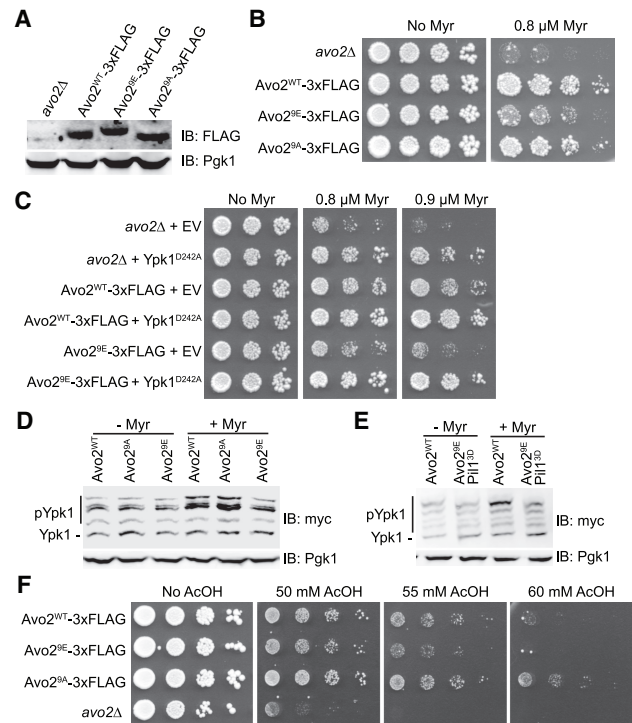 A
avo2Δ
Avo2WT-3xFLAG
Avo29E-3xFLAG
Avo29A-3xFLAG
IB: FLAG
IB: Pgk1
B
No Myr
0.8 μM Myr
avo2Δ
Avo2WT-3xFLAG
Avo29E-3xFLAG
Avo29A-3xFLAG
C
No Myr
0.8 μM Myr
0.9 μM Myr
avo2Δ + EV
avo2Δ + Ypk1D242A
Avo2WT-3xFLAG + EV
Avo2WT-3xFLAG + Ypk1D242A
Avo29E-3xFLAG + EV
Avo29E-3xFLAG + Ypk1D242A
D
- Myr
+ Myr
Avo2WT
Avo29A
Avo29E
Avo2WT
Avo29A
Avo29E
pYpk1
Ypk1 -
IB: myc
IB: Pgk1
E
- Myr
+ Myr
Avo2WT
Avo29E
Pil13D
Avo2WT
Avo29E
Pil13D
pYpk1
Ypk1 -
IB: myc
IB: Pgk1
F
No AcOH
50 mM AcOH
55 mM AcOH
60 mM AcOH
Avo2WT-3xFLAG
Avo29E-3xFLAG
Avo29A-3xFLAG
avo2Δ